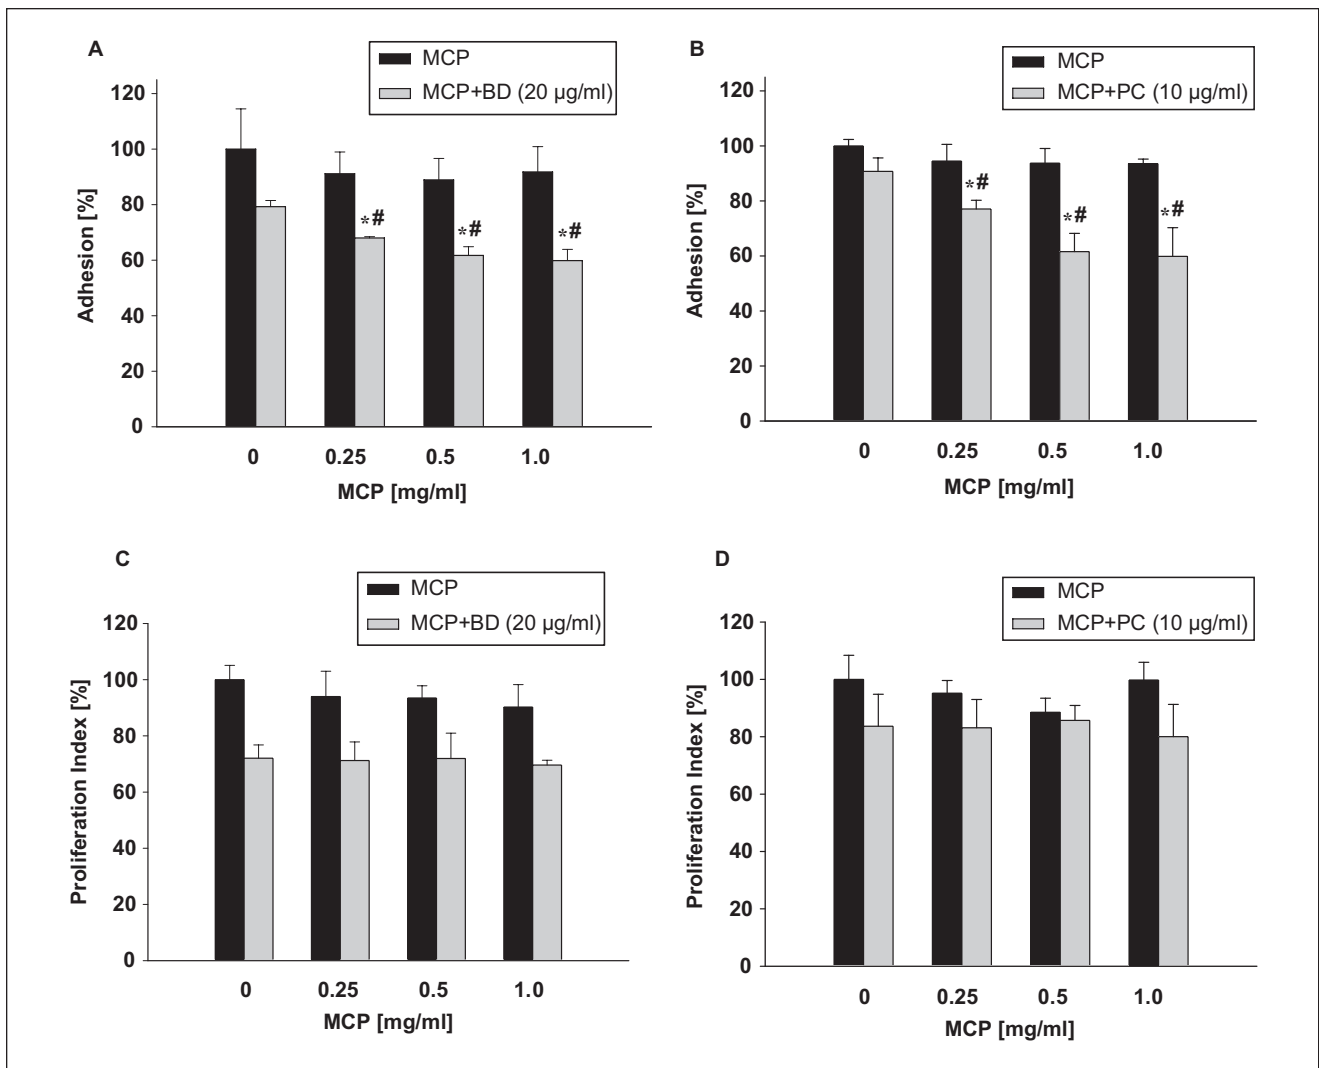 A
MCP
MCP+BD (20 µg/ml)
120
100
80
60
40
20
0
Adhesion [%]
*#
*#
*#
0 0.25 0.5 1.0
MCP [mg/ml]
B
MCP
MCP+PC (10 µg/ml)
120
100
80
60
40
20
0
Adhesion [%]
*#
*#
*#
0 0.25 0.5 1.0
MCP [mg/ml]
C
MCP
MCP+BD (20 µg/ml)
120
100
80
60
40
20
0
Proliferation Index [%]
0 0.25 0.5 1.0
MCP [mg/ml]
D
MCP
MCP+PC (10 µg/ml)
120
100
80
60
40
20
0
Proliferation Index [%]
0 0.25 0.5 1.0
MCP [mg/ml]